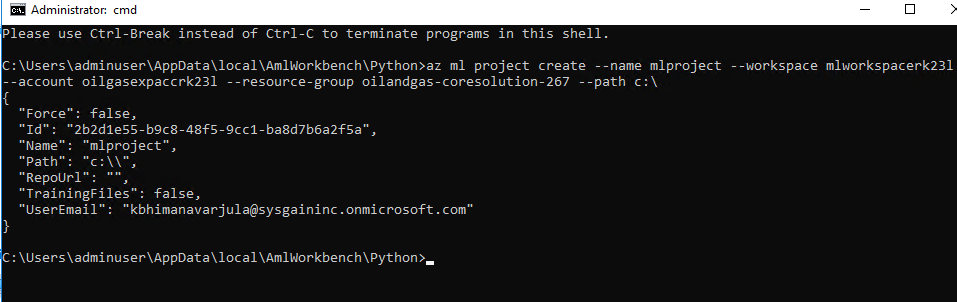 Administrator: cmd
Please use Ctrl-Break instead of Ctrl-C to terminate programs in this shell.
C:\Users\adminuser\AppData\local\AmlWorkbench\Python>az ml project create --name mlproject --workspace mlworkspacerk23l
--account oilgasexpaccrk23l --resource-group oilandgas-coresolution-267 --path c:\
{
  "Force": false,
  "Id": "2b2d1e55-b9c8-48f5-9cc1-ba8d7b6a2f5a",
  "Name": "mlproject",
  "Path": "c:\\",
  "RepoUrl": "",
  "TrainingFiles": false,
  "UserEmail": "kbhimanavarjula@sysgaininc.onmicrosoft.com"
}
C:\Users\adminuser\AppData\local\AmlWorkbench\Python>